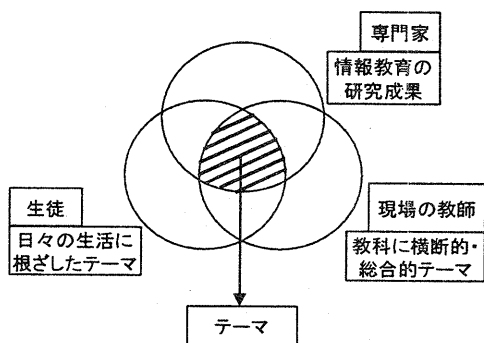 専門家
情報教育の
研究成果
生徒
日々の生活に
根ざしたテーマ
現場の教師
教科に横断的・
総合的テーマ
テーマ